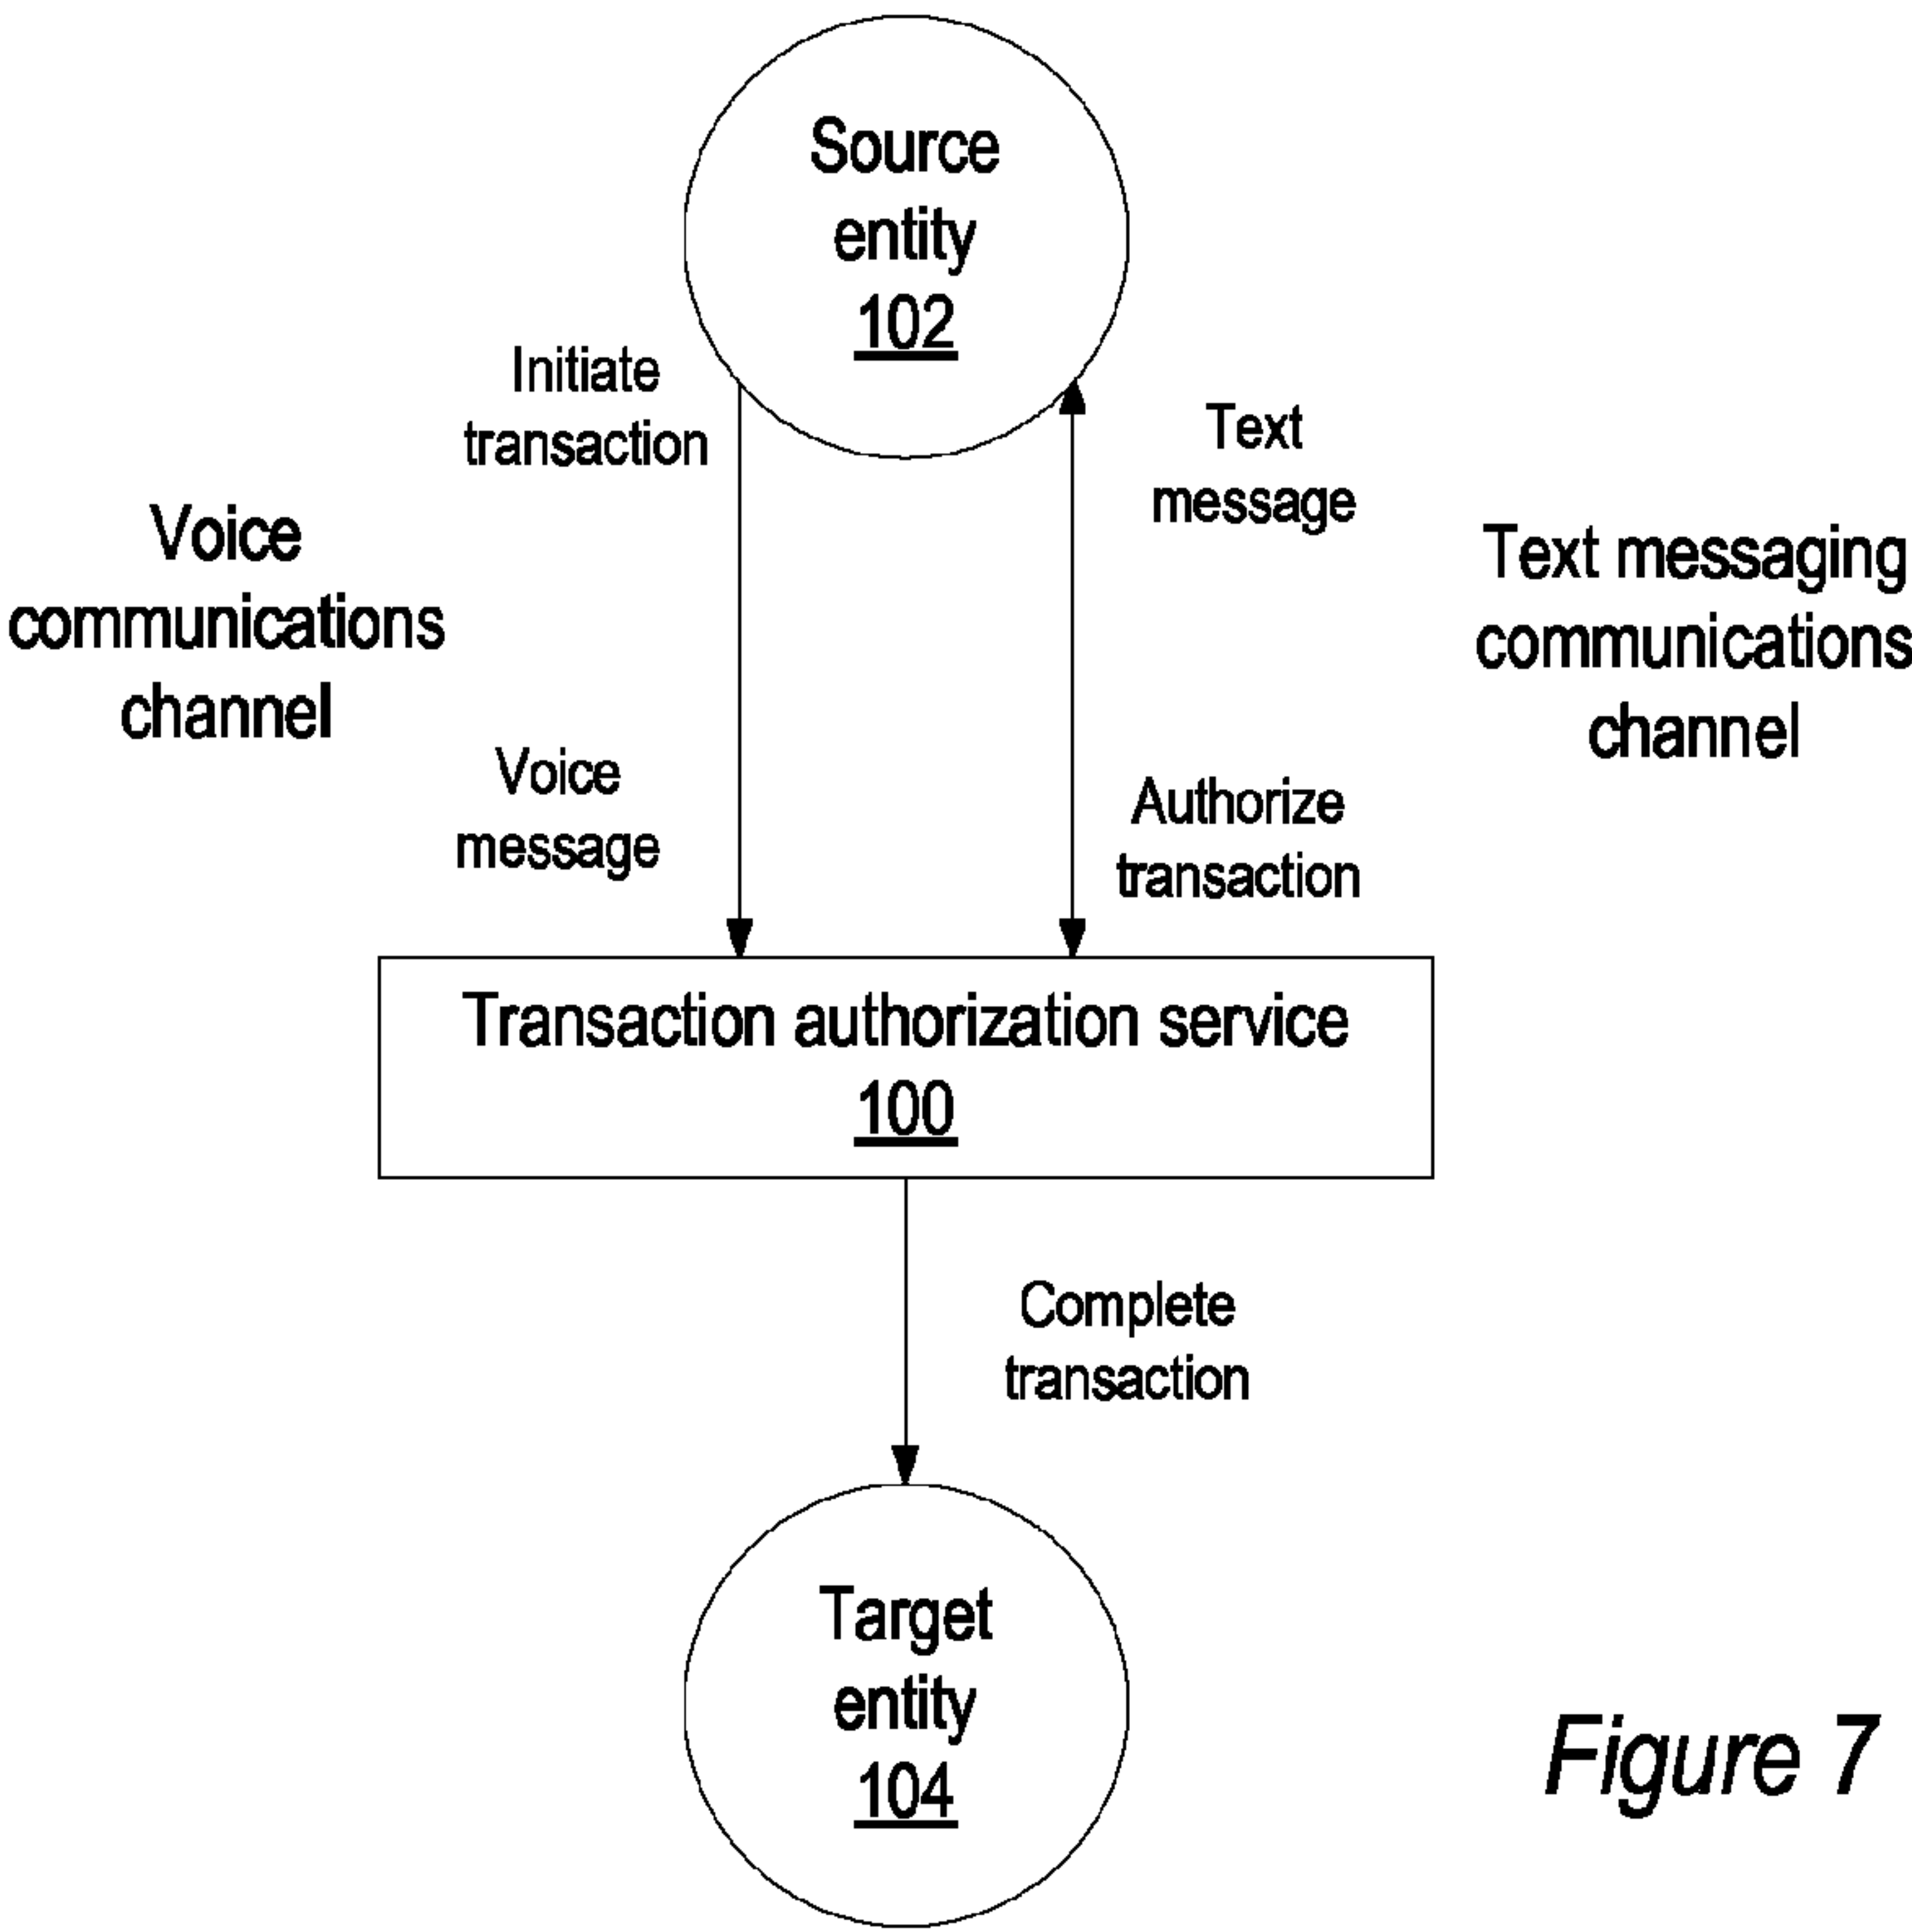 Source
entity
102
Initiate
transaction
Text
message
Voice
communications
channel
Text messaging
communications
channel
Voice
message
Authorize
transaction
Transaction authorization service
100
Complete
transaction
Target
entity
104
Figure 7